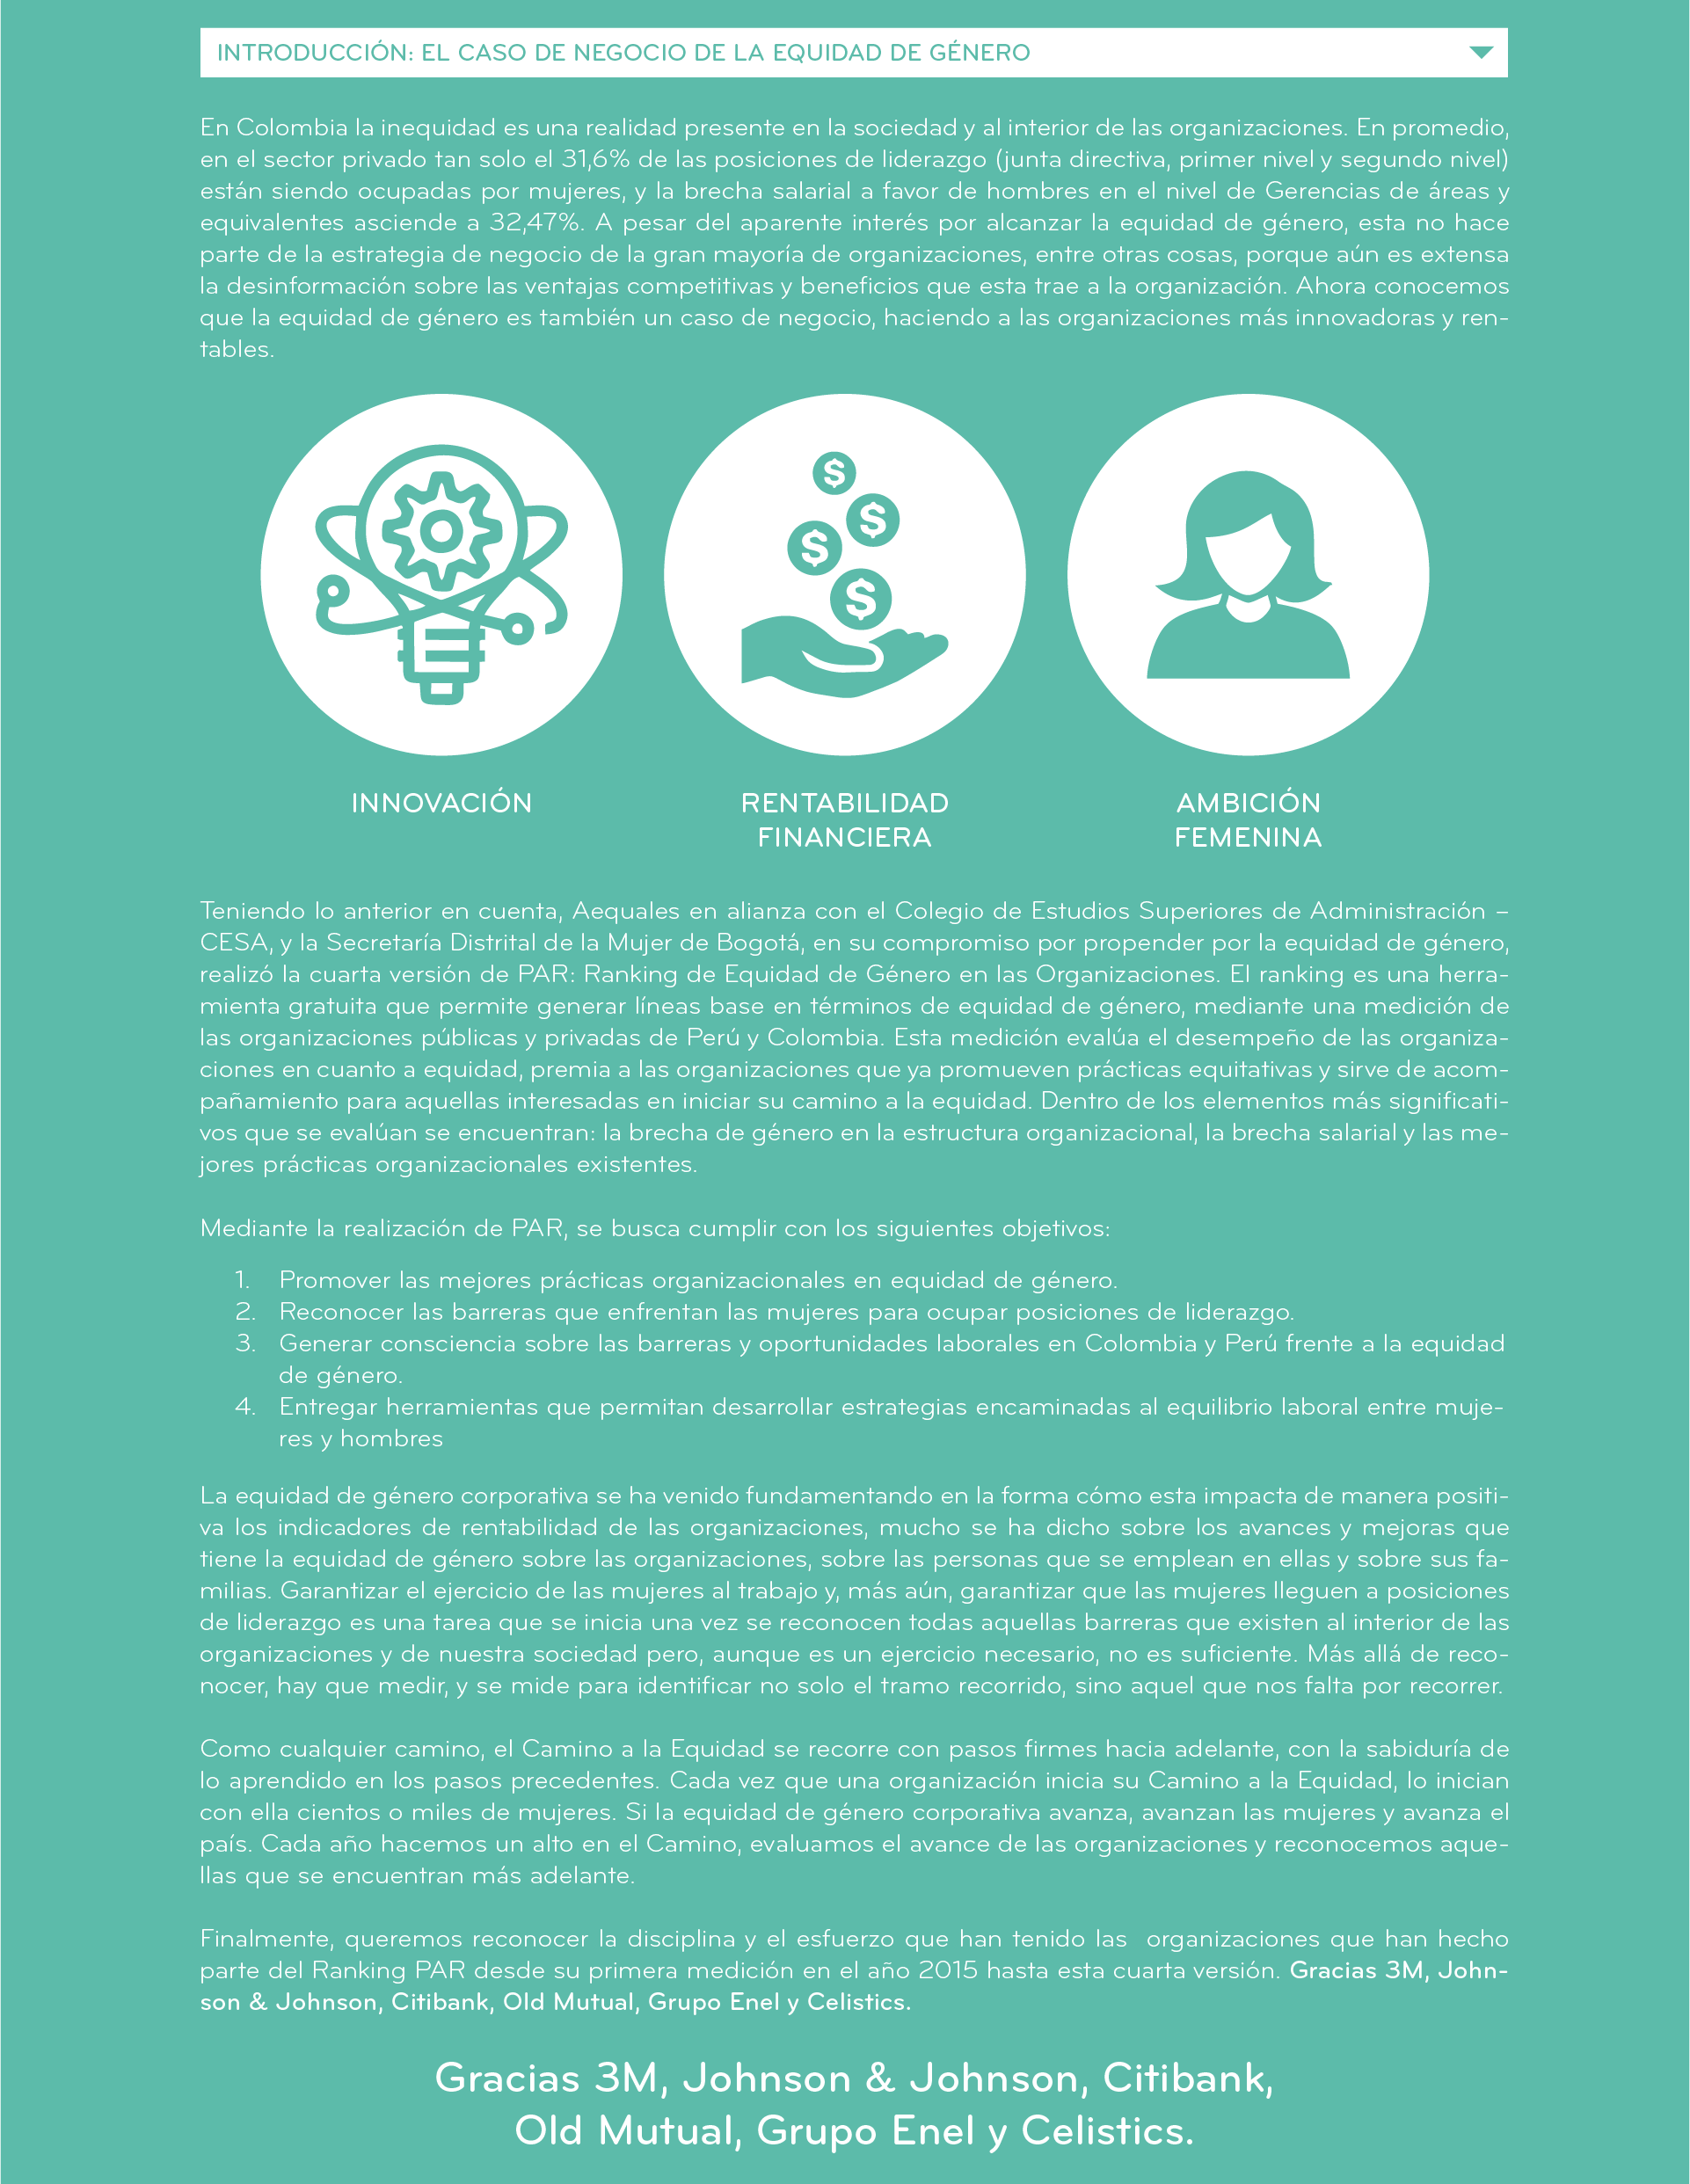 INTRODUCCIÓN: EL CASO DE NEGOCIO DE LA EQUIDAD DE GÉNERO
En Colombia la inequidad es una realidad presente en la sociedad y al interior de las organizaciones. En promedio,
en el sector privado tan solo el 31,6% de las posiciones de liderazgo (junta directiva, primer nivel y segundo nivel)
están siendo ocupadas por mujeres, y la brecha salarial a favor de hombres en el nivel de Gerencias de áreas y
equivalentes asciende a 32,47%. A pesar del aparente interés por alcanzar la equidad de género, esta no hace
parte de la estrategia de negocio de la gran mayoría de organizaciones, entre otras cosas, porque aún es extensa
la desinformación sobre las ventajas competitivas y beneficios que esta trae a la organización. Ahora conocemos
que la equidad de género es también un caso de negocio, haciendo a las organizaciones más innovadoras y ren-
tables.
$
$
$
$
INNOVACIÓN
RENTABILIDAD
FINANCIERA
AMBICIÓN
FEMENINA
Teniendo lo anterior en cuenta, Aequales en alianza con el Colegio de Estudios Superiores de Administración –
CESA, y la Secretaría Distrital de la Mujer de Bogotá, en su compromiso por propender por la equidad de género,
realizó la cuarta versión de PAR: Ranking de Equidad de Género en las Organizaciones. El ranking es una herra-
mienta gratuita que permite generar líneas base en términos de equidad de género, mediante una medición de
las organizaciones públicas y privadas de Perú y Colombia. Esta medición evalúa el desempeño de las organiza-
ciones en cuanto a equidad, premia a las organizaciones que ya promueven prácticas equitativas y sirve de acom-
pañamiento para aquellas interesadas en iniciar su camino a la equidad. Dentro de los elementos más significati-
vos que se evalúan se encuentran: la brecha de género en la estructura organizacional, la brecha salarial y las me-
jores prácticas organizacionales existentes.
Mediante la realización de PAR, se busca cumplir con los siguientes objetivos:
1. Promover las mejores prácticas organizacionales en equidad de género.
2. Reconocer las barreras que enfrentan las mujeres para ocupar posiciones de liderazgo.
3. Generar consciencia sobre las barreras y oportunidades laborales en Colombia y Perú frente a la equidad
de género.
4. Entregar herramientas que permitan desarrollar estrategias encaminadas al equilibrio laboral entre muje-
res y hombres
La equidad de género corporativa se ha venido fundamentando en la forma cómo esta impacta de manera positi-
va los indicadores de rentabilidad de las organizaciones, mucho se ha dicho sobre los avances y mejoras que
tiene la equidad de género sobre las organizaciones, sobre las personas que se emplean en ellas y sobre sus fa-
milias. Garantizar el ejercicio de las mujeres al trabajo y, más aún, garantizar que las mujeres lleguen a posiciones
de liderazgo es una tarea que se inicia una vez se reconocen todas aquellas barreras que existen al interior de las
organizaciones y de nuestra sociedad pero, aunque es un ejercicio necesario, no es suficiente. Más allá de reco-
nocer, hay que medir, y se mide para identificar no solo el tramo recorrido, sino aquel que nos falta por recorrer.
Como cualquier camino, el Camino a la Equidad se recorre con pasos firmes hacia adelante, con la sabiduría de
lo aprendido en los pasos precedentes. Cada vez que una organización inicia su Camino a la Equidad, lo inician
con ella cientos o miles de mujeres. Si la equidad de género corporativa avanza, avanzan las mujeres y avanza el
país. Cada año hacemos un alto en el Camino, evaluamos el avance de las organizaciones y reconocemos aque-
llas que se encuentran más adelante.
Finalmente, queremos reconocer la disciplina y el esfuerzo que han tenido las organizaciones que han hecho
parte del Ranking PAR desde su primera medición en el año 2015 hasta esta cuarta versión. Gracias 3M, John-
son & Johnson, Citibank, Old Mutual, Grupo Enel y Celistics.
Gracias 3M, Johnson & Johnson, Citibank,
Old Mutual, Grupo Enel y Celistics.